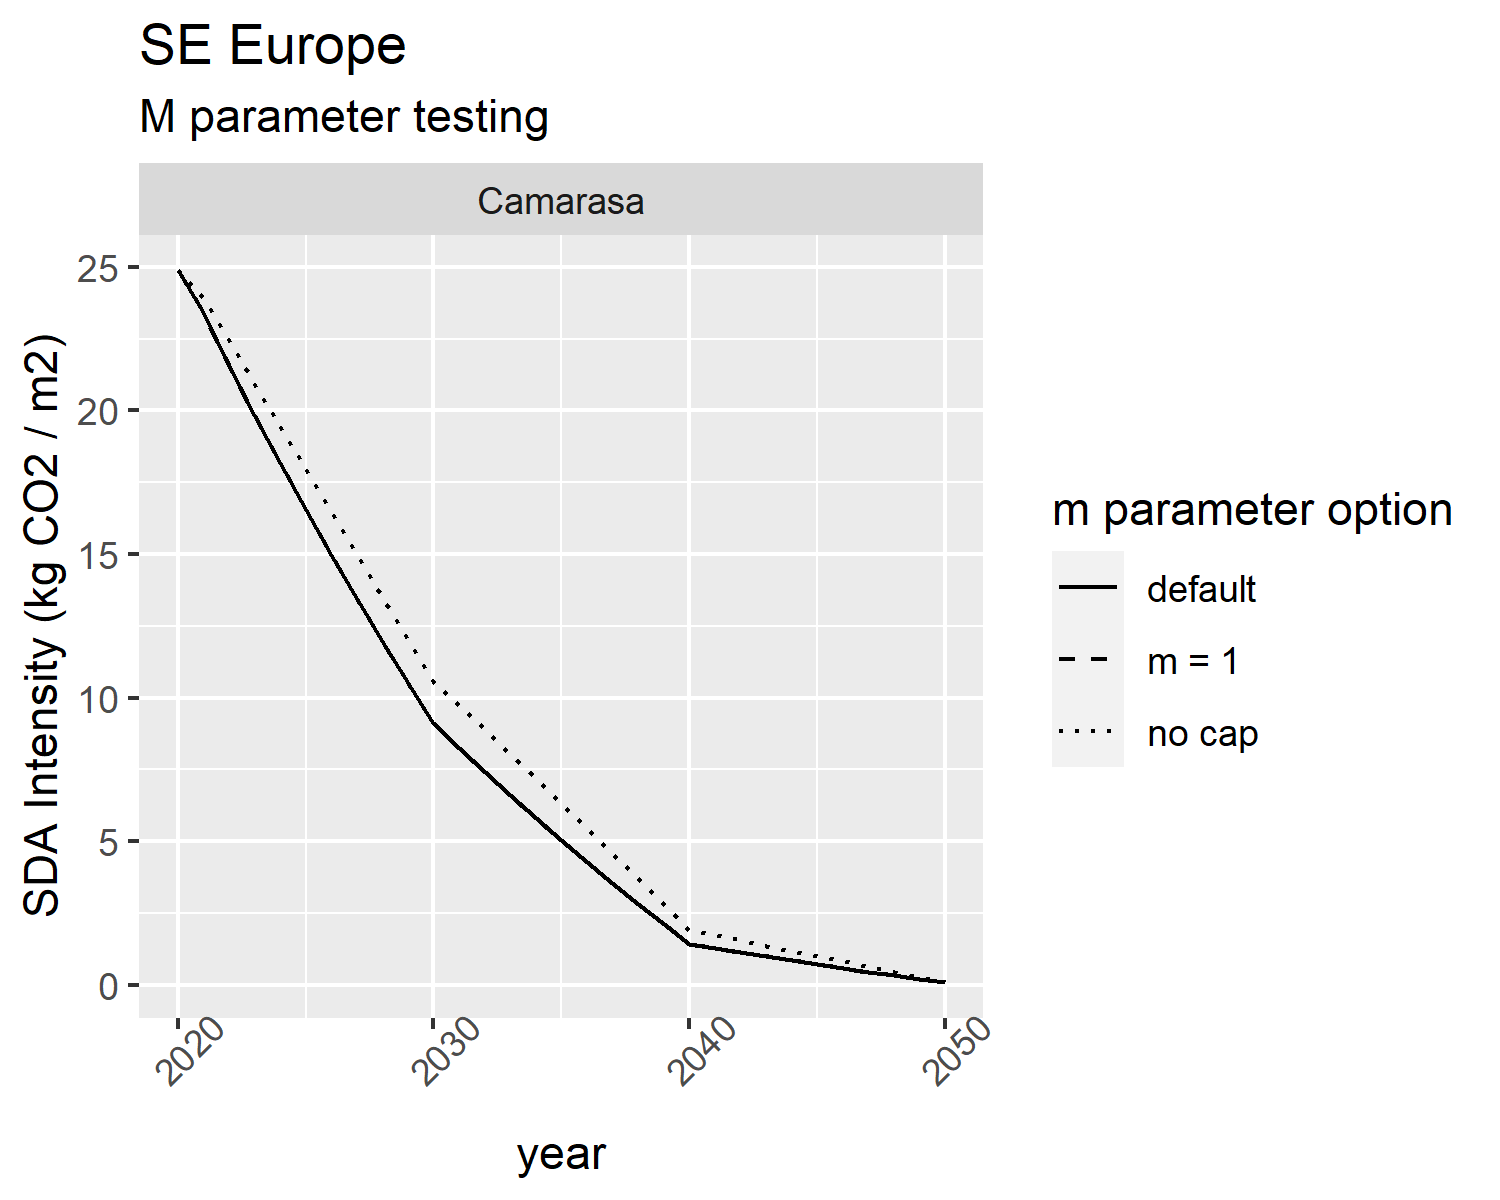 SE Europe
M parameter testing
Camarasa
SDA Intensity (kg CO2 / m2)
25
20
15
10
5
0
2020
2030
2040
2050
year
m parameter option
default
m = 1
no cap